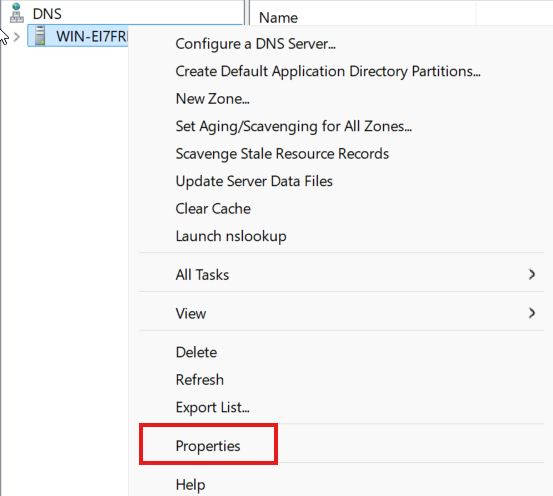 DNS
Name
WIN-EI7FR
Configure a DNS Server...
Create Default Application Directory Partitions...
New Zone...
Set Aging/Scavenging for All Zones...
Scavenge Stale Resource Records
Update Server Data Files
Clear Cache
Launch nslookup
All Tasks
View
Delete
Refresh
Export List...
Properties
Help